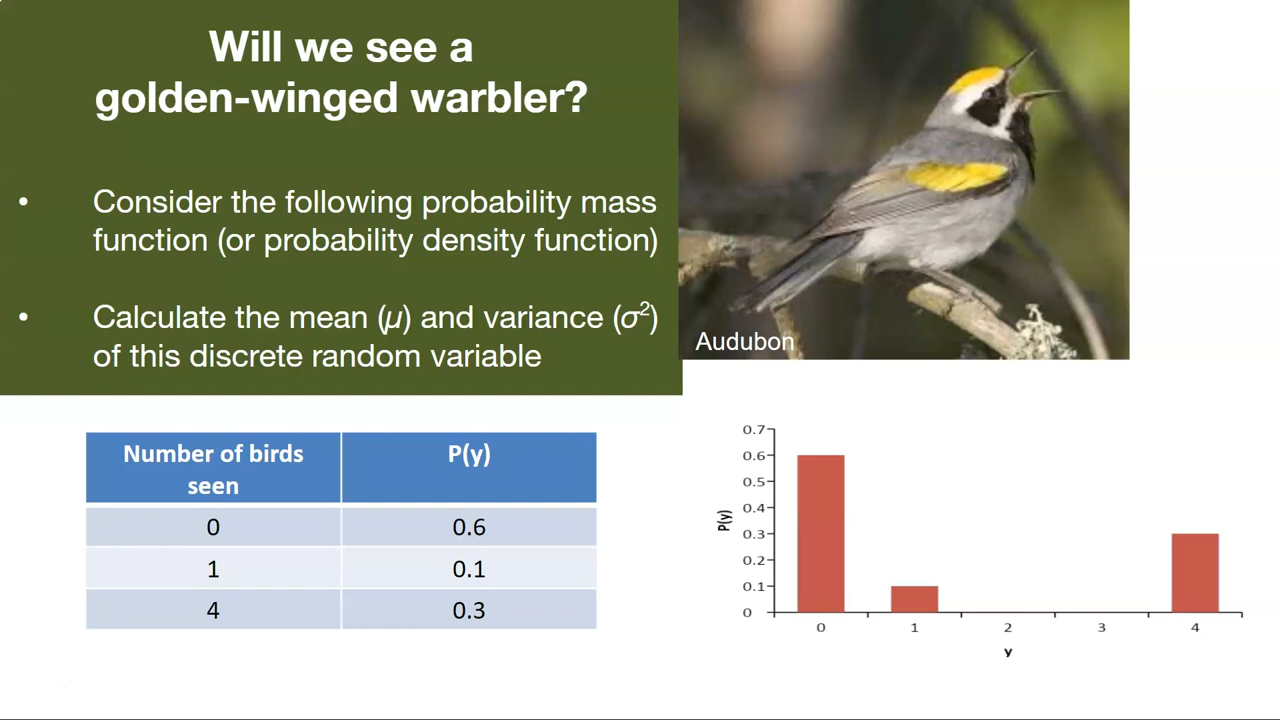 Will we see a
golden-winged warbler?
• Consider the following probability mass
function (or probability density function)
• Calculate the mean (μ) and variance (σ²)
of this discrete random variable
Audubon
Number of birds P(y)
seen
0 0.6
1 0.1
4 0.3
0.7
0.6
0.5
0.4
0.3
0.2
0.1
0
P(y)
0 1 2 3 4
y